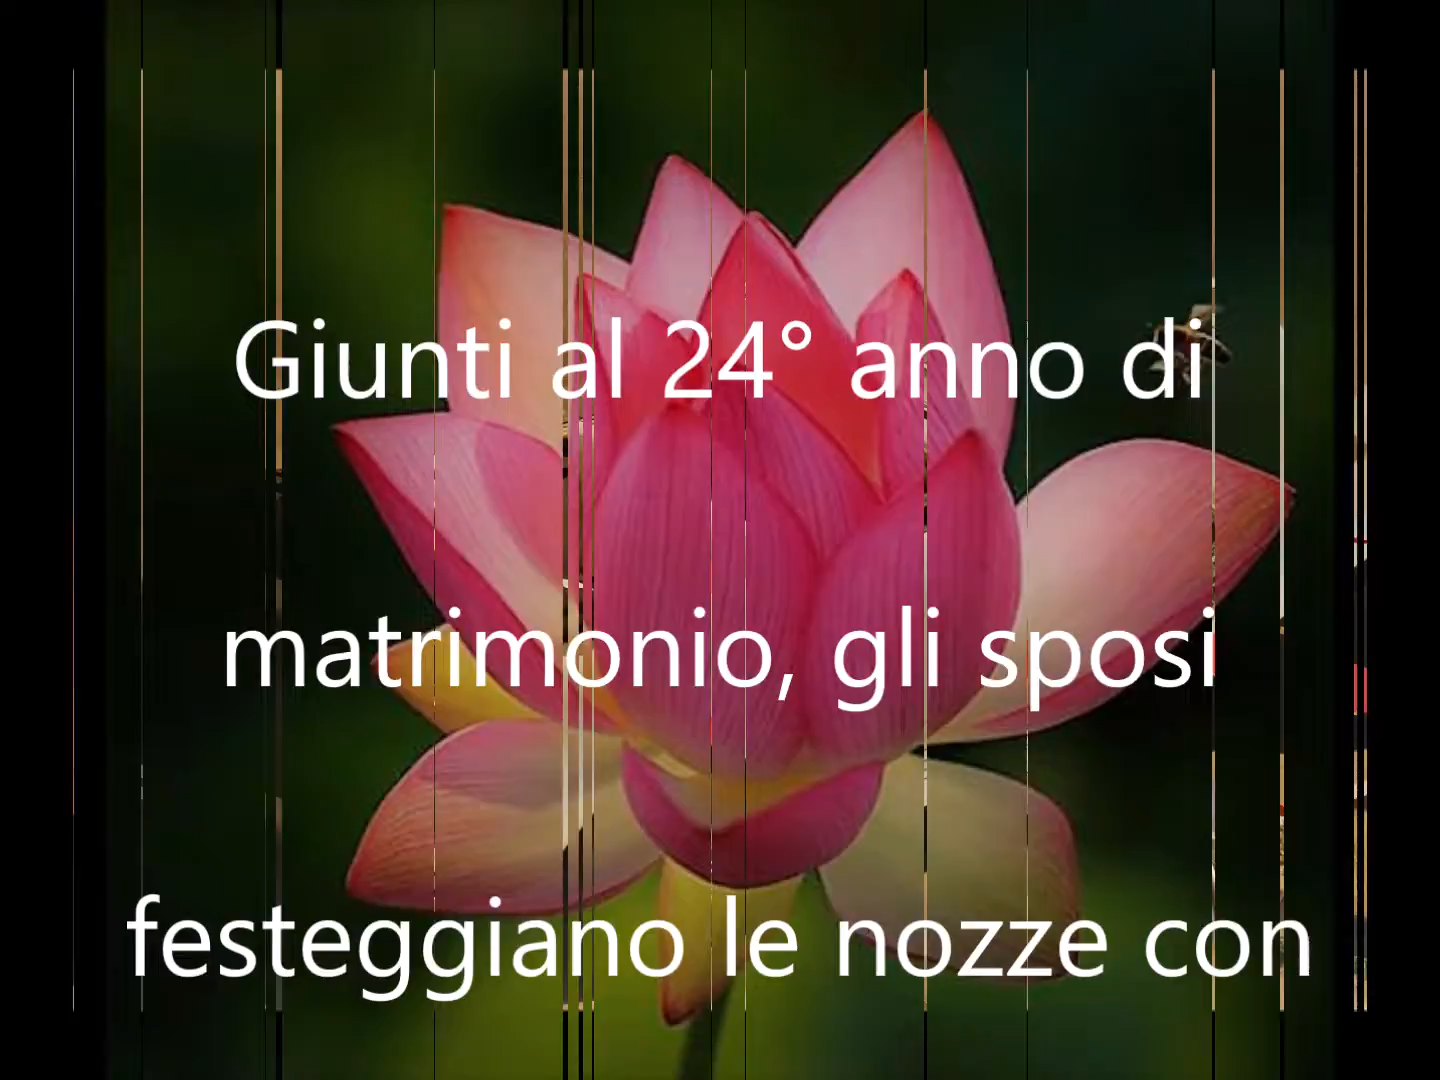 Giunti al 24° anno di
matrimonio, gli sposi
festeggiano le nozze con